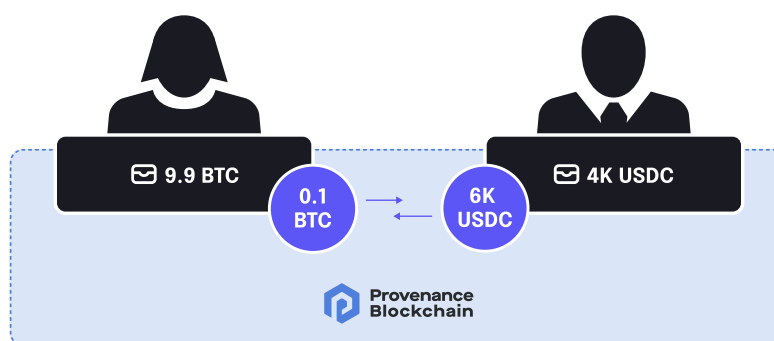 9.9 BTC
4K USDC
0.1
BTC
6K
USDC
Provenance
Blockchain